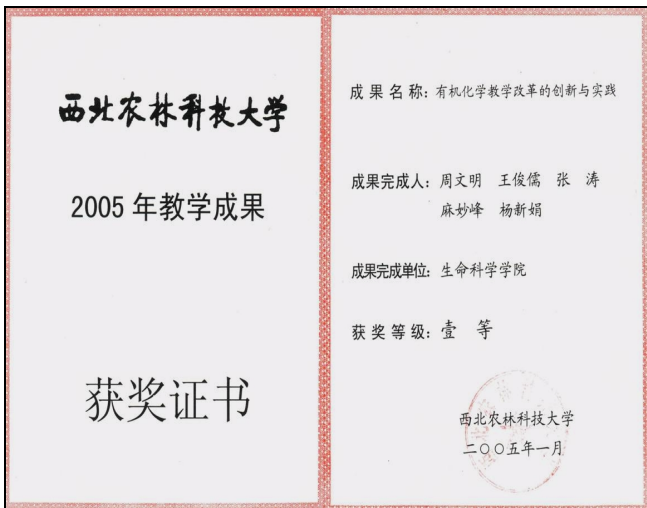 西北农林科技大学
2005 年教学成果
获奖证书
成 果 名 称: 有机化学教学改革的创新与实践
成果完成人: 周文明 王俊儒 张 涛
麻妙峰 杨新娟
成果完成单位: 生命科学学院
获 奖 等 级: 壹 等
西北农林科技大学
二〇〇五年一月